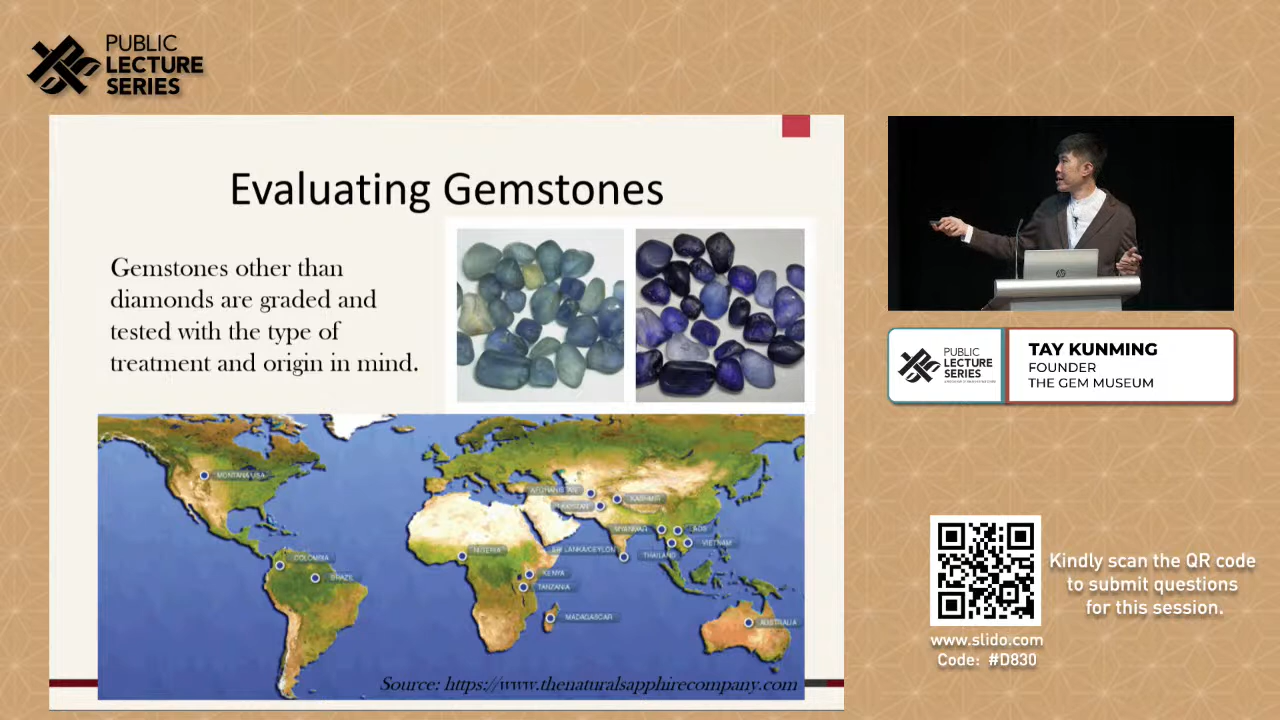 PUBLIC
LECTURE
SERIES
Evaluating Gemstones
Gemstones other than
diamonds are graded and
tested with the type of
treatment and origin in mind.
MONTANA/USA
AFGHANISTAN
PAKISTAN
KASHMIR
MYANMAR
VIETNAM
SRI LANKA/CEYLON
THAILAND
COLOMBIA
BRAZIL
NIGERIA
KENYA
TANZANIA
MADAGASCAR
AUSTRALIA
Source: https://www.thenaturalsapphirecompany.com
hp
PUBLIC
LECTURE
SERIES
TAY KUNMING
FOUNDER
THE GEM MUSEUM
Kindly scan the QR code
to submit questions
for this session.
www.slido.com
Code: #D830